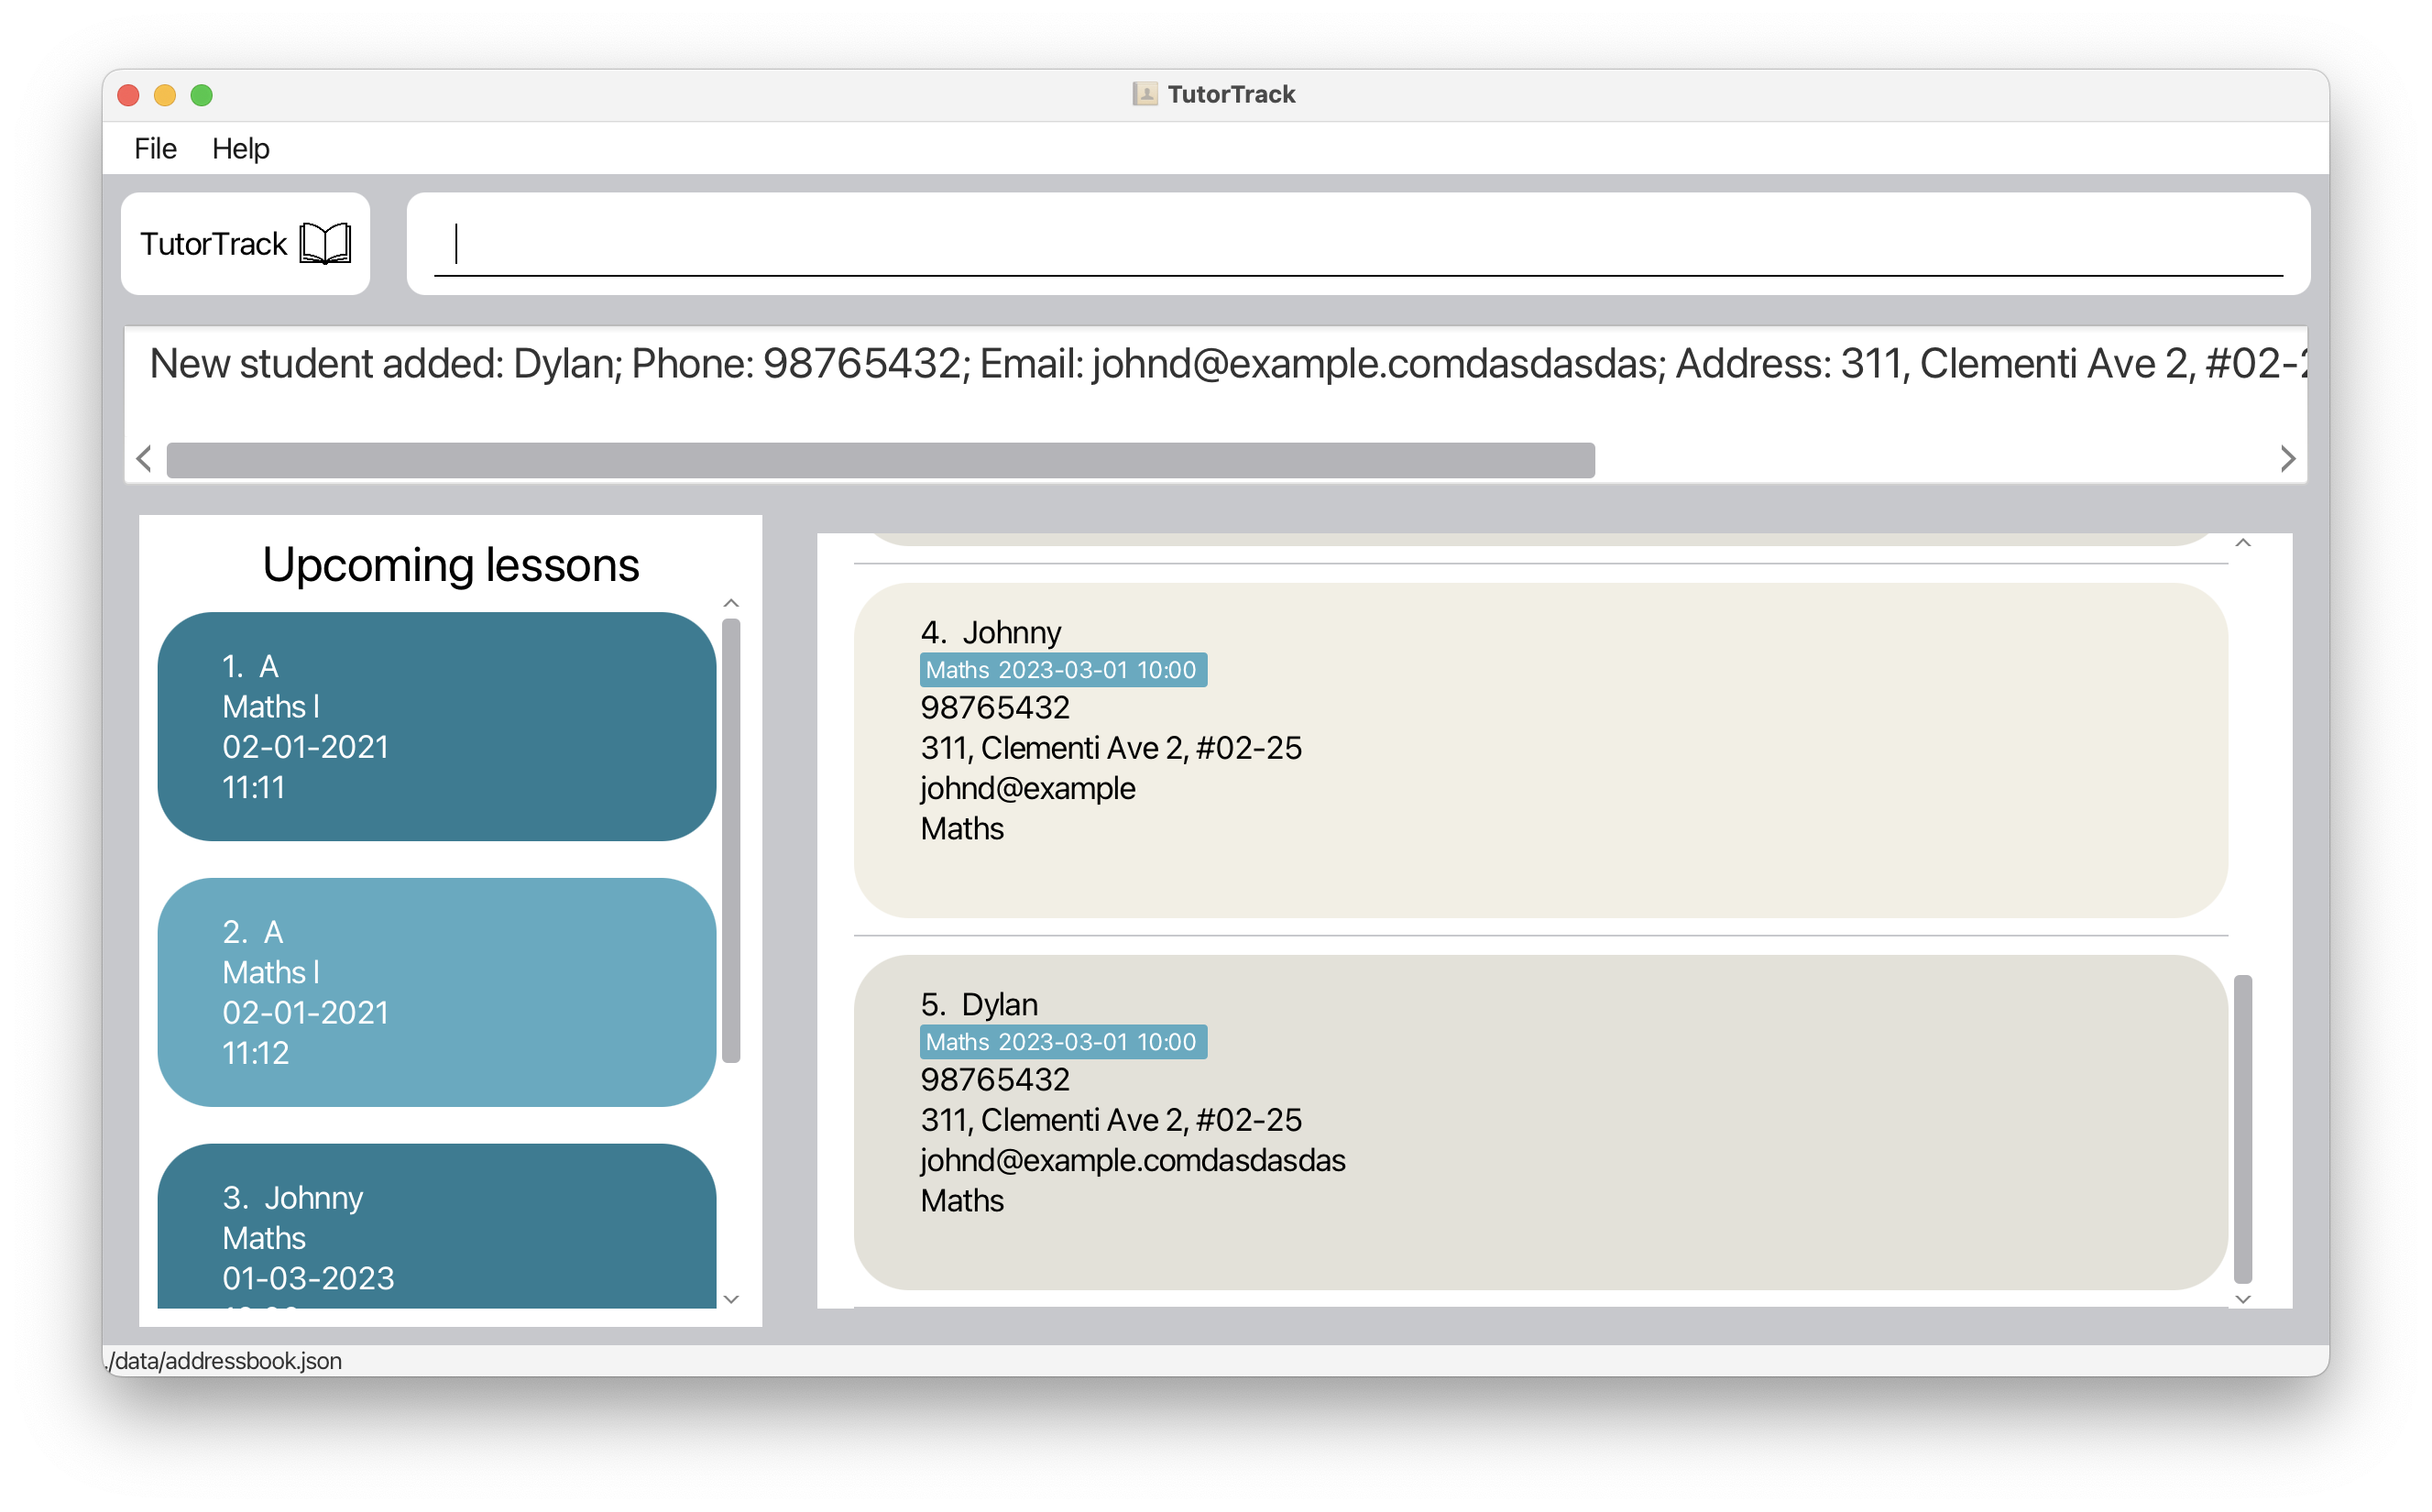 TutorTrack
File Help
TutorTrack
New student added: Dylan; Phone: 98765432; Email: johnd@example.comdasdasdas; Address: 311, Clementi Ave 2, #02-2
Upcoming lessons
1. A
Maths l
02-01-2021
11:11
2. A
Maths l
02-01-2021
11:12
3. Johnny
Maths
01-03-2023
4. Johnny
Maths 2023-03-01 10:00
98765432
311, Clementi Ave 2, #02-25
johnd@example
Maths
5. Dylan
Maths 2023-03-01 10:00
98765432
311, Clementi Ave 2, #02-25
johnd@example.comdasdasdas
Maths
./data/addressbook.json